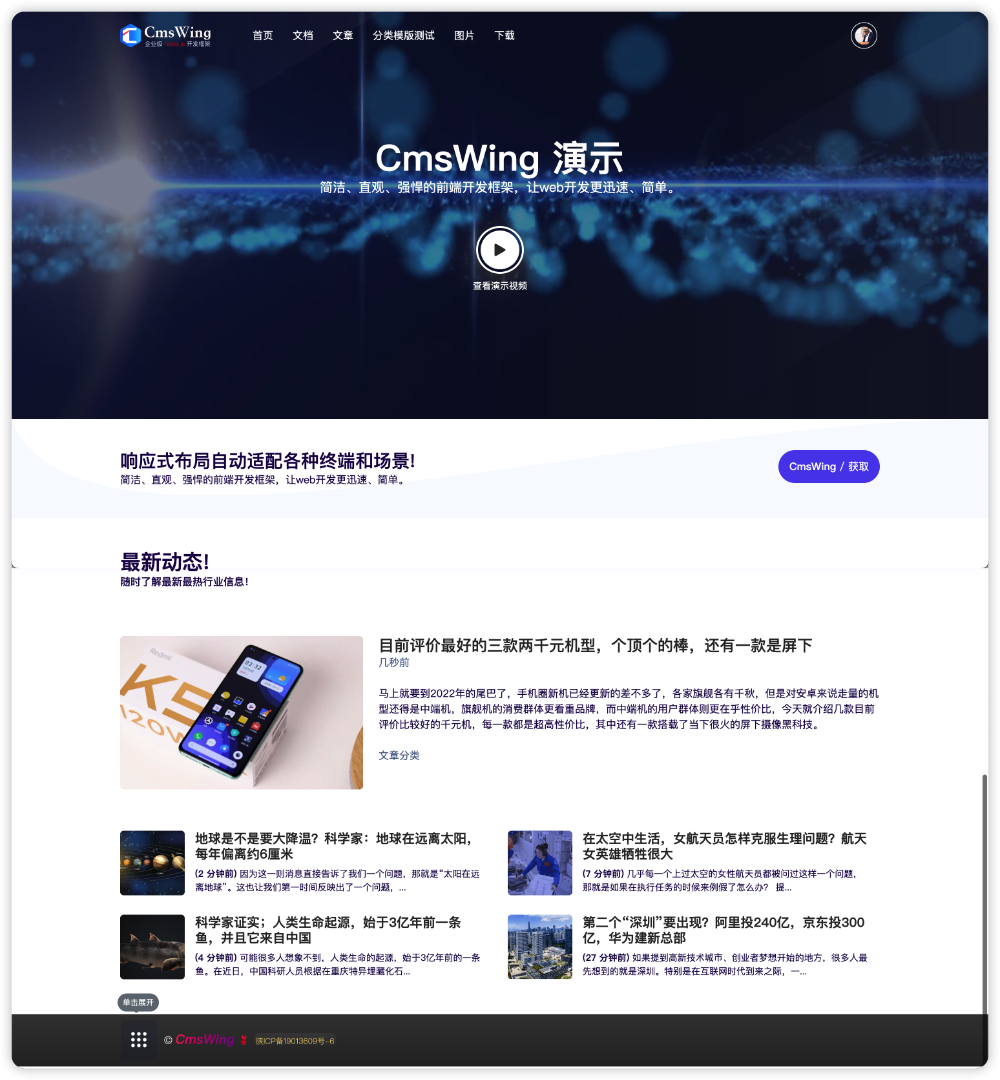 CmsWing
企业级 Node.js 开发框架
首页 文档 文章 分类模版测试 图片 下载
CmsWing 演示
简洁、直观、强悍的前端开发框架，让web开发更迅速、简单。
查看演示视频
响应式布局自动适配各种终端和场景!
简洁、直观、强悍的前端开发框架，让web开发更迅速、简单。
CmsWing / 获取
最新动态!
随时了解最新最热行业信息!
Redmi
K5
120W
02:32
目前评价最好的三款两千元机型，个顶个的棒，还有一款是屏下
几秒前
马上就要到2022年的尾巴了，手机圈新机已经更新的差不多了，各家旗舰各有千秋，但是对安卓来说走量的机
型还得是中端机，旗舰机的消费群体更看重品牌，而中端机的用户群体则更在乎性价比，今天就介绍几款目前
评价比较好的千元机，每一款都是超高性价比，其中还有一款搭载了当下很火的屏下摄像黑科技。
文章分类
地球是不是要大降温？科学家：地球在远离太阳，
每年偏离约6厘米
(2 分钟前) 因为这一则消息直接告诉了我们一个问题，那就是“太阳在远
离地球”。这也让我们第一时间反映出了一个问题，...
在太空中生活，女航天员怎样克服生理问题？航天
女英雄牺牲很大
(7 分钟前) 几乎每一个上过太空的女性航天员都被问过这样一个问题，
那就是如果在执行任务的时候来例假了怎么办？ 提...
科学家证实；人类生命起源，始于3亿年前一条
鱼，并且它来自中国
(4 分钟前) 可能很多人想象不到，人类生命的起源，始于3亿年前的一条
鱼。在近日，中国科研人员根据在重庆特异埋藏化石...
第二个“深圳”要出现？阿里投240亿，京东投300
亿，华为建新总部
(27 分钟前) 如果提到高新技术城市、创业者梦想开始的地方，很多人最
先想到的就是深圳。特别是在互联网时代到来之际，一...
单击展开
© CmsWing 陕ICP备19013609号-6